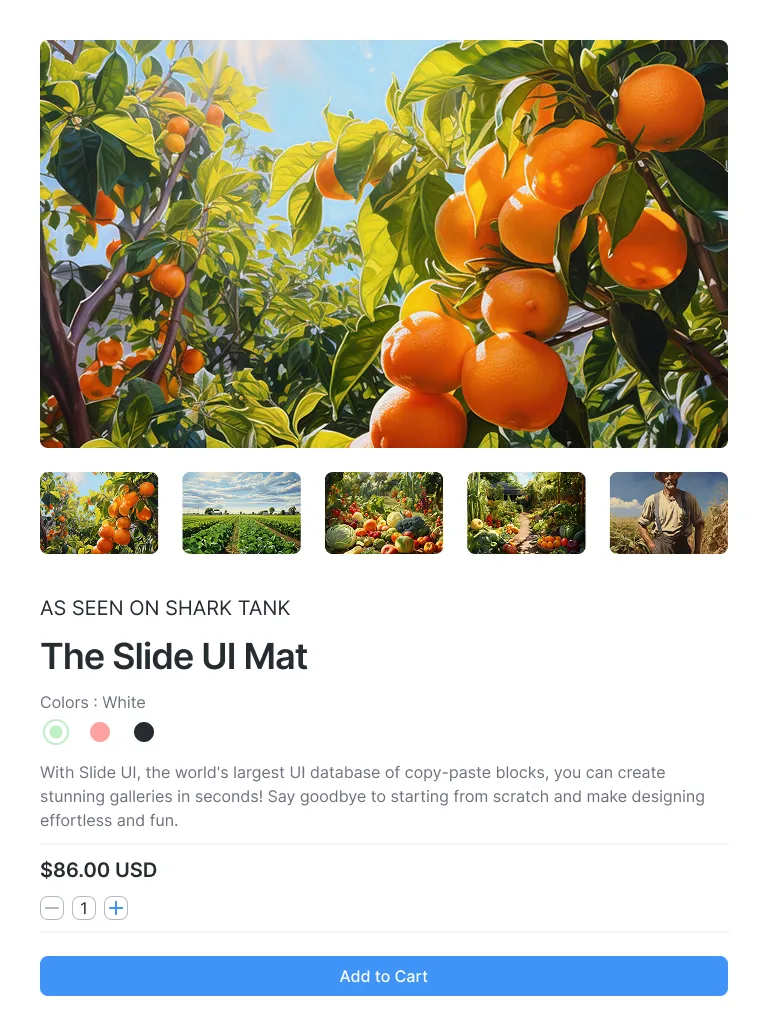 AS SEEN ON SHARK TANK
The Slide UI Mat
Colors : White
With Slide UI, the world's largest UI database of copy-paste blocks, you can create
stunning galleries in seconds! Say goodbye to starting from scratch and make designing
effortless and fun.
$86.00 USD
1
Add to Cart